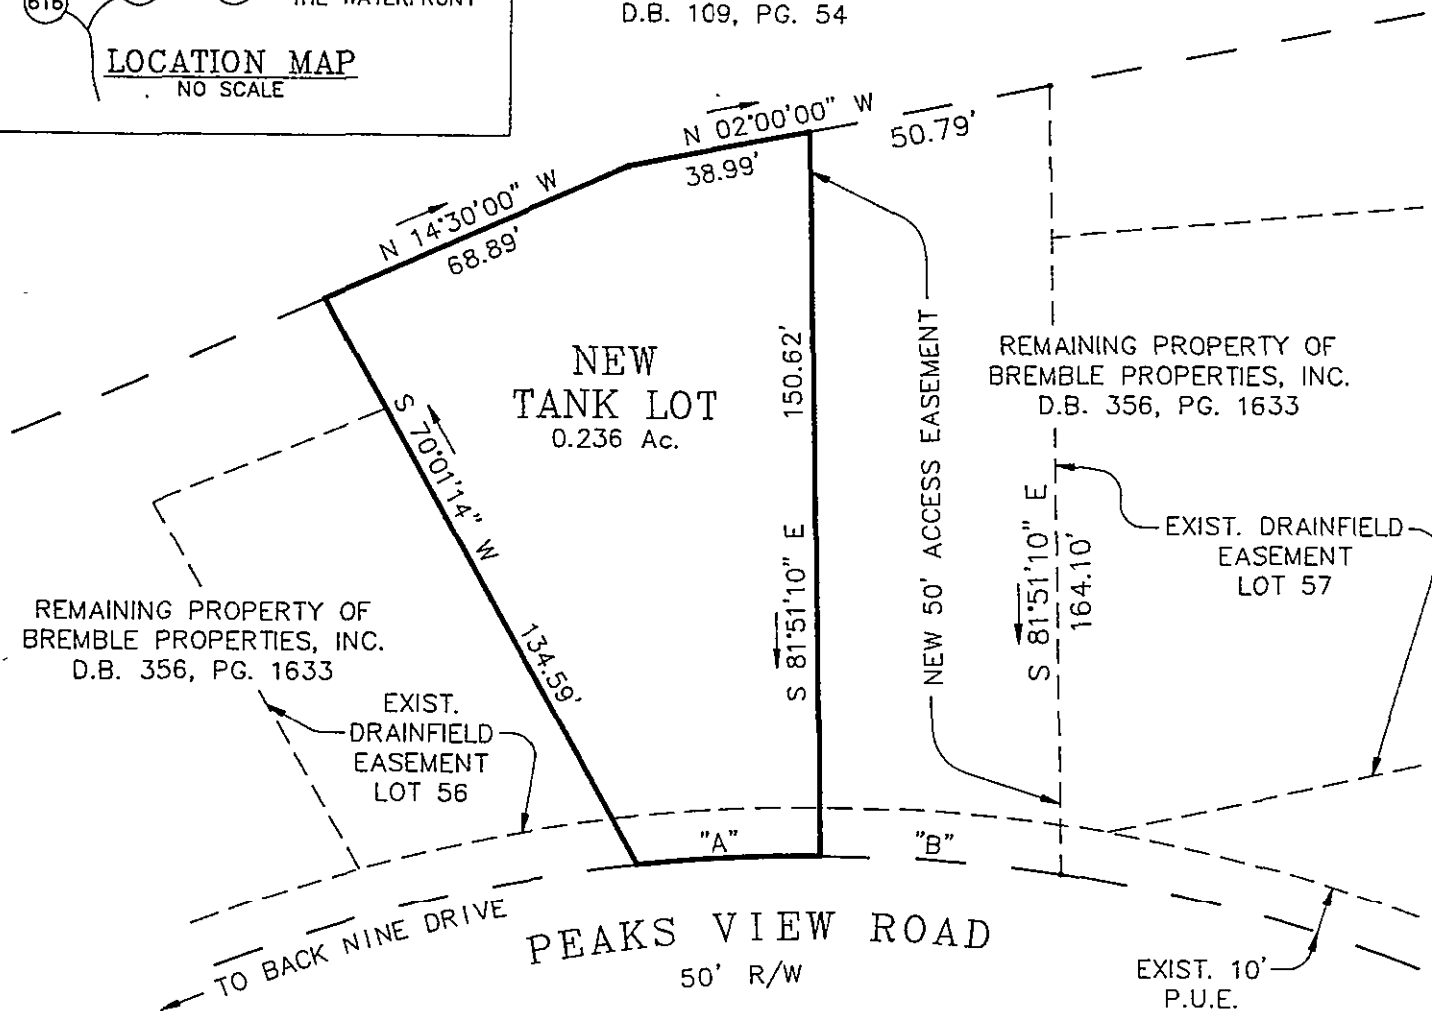 616
THE WATERFRONT
LOCATION MAP
NO SCALE
D.B. 109, PG. 54
N 02°00'00" W
38.99'
50.79'
N 14°30'00" W
68.89'
NEW
TANK LOT
0.236 Ac.
S 70°01'14" W
134.59'
150.62'
S 81°51'10" E
NEW 50' ACCESS EASEMENT
REMAINING PROPERTY OF
BREMBLE PROPERTIES, INC.
D.B. 356, PG. 1633
S 81°51'10" E
164.10'
EXIST. DRAINFIELD
EASEMENT
LOT 57
REMAINING PROPERTY OF
BREMBLE PROPERTIES, INC.
D.B. 356, PG. 1633
EXIST.
DRAINFIELD
EASEMENT
LOT 56
"A"
"B"
TO BACK NINE DRIVE
PEAKS VIEW ROAD
50' R/W
EXIST. 10'
P.U.E.